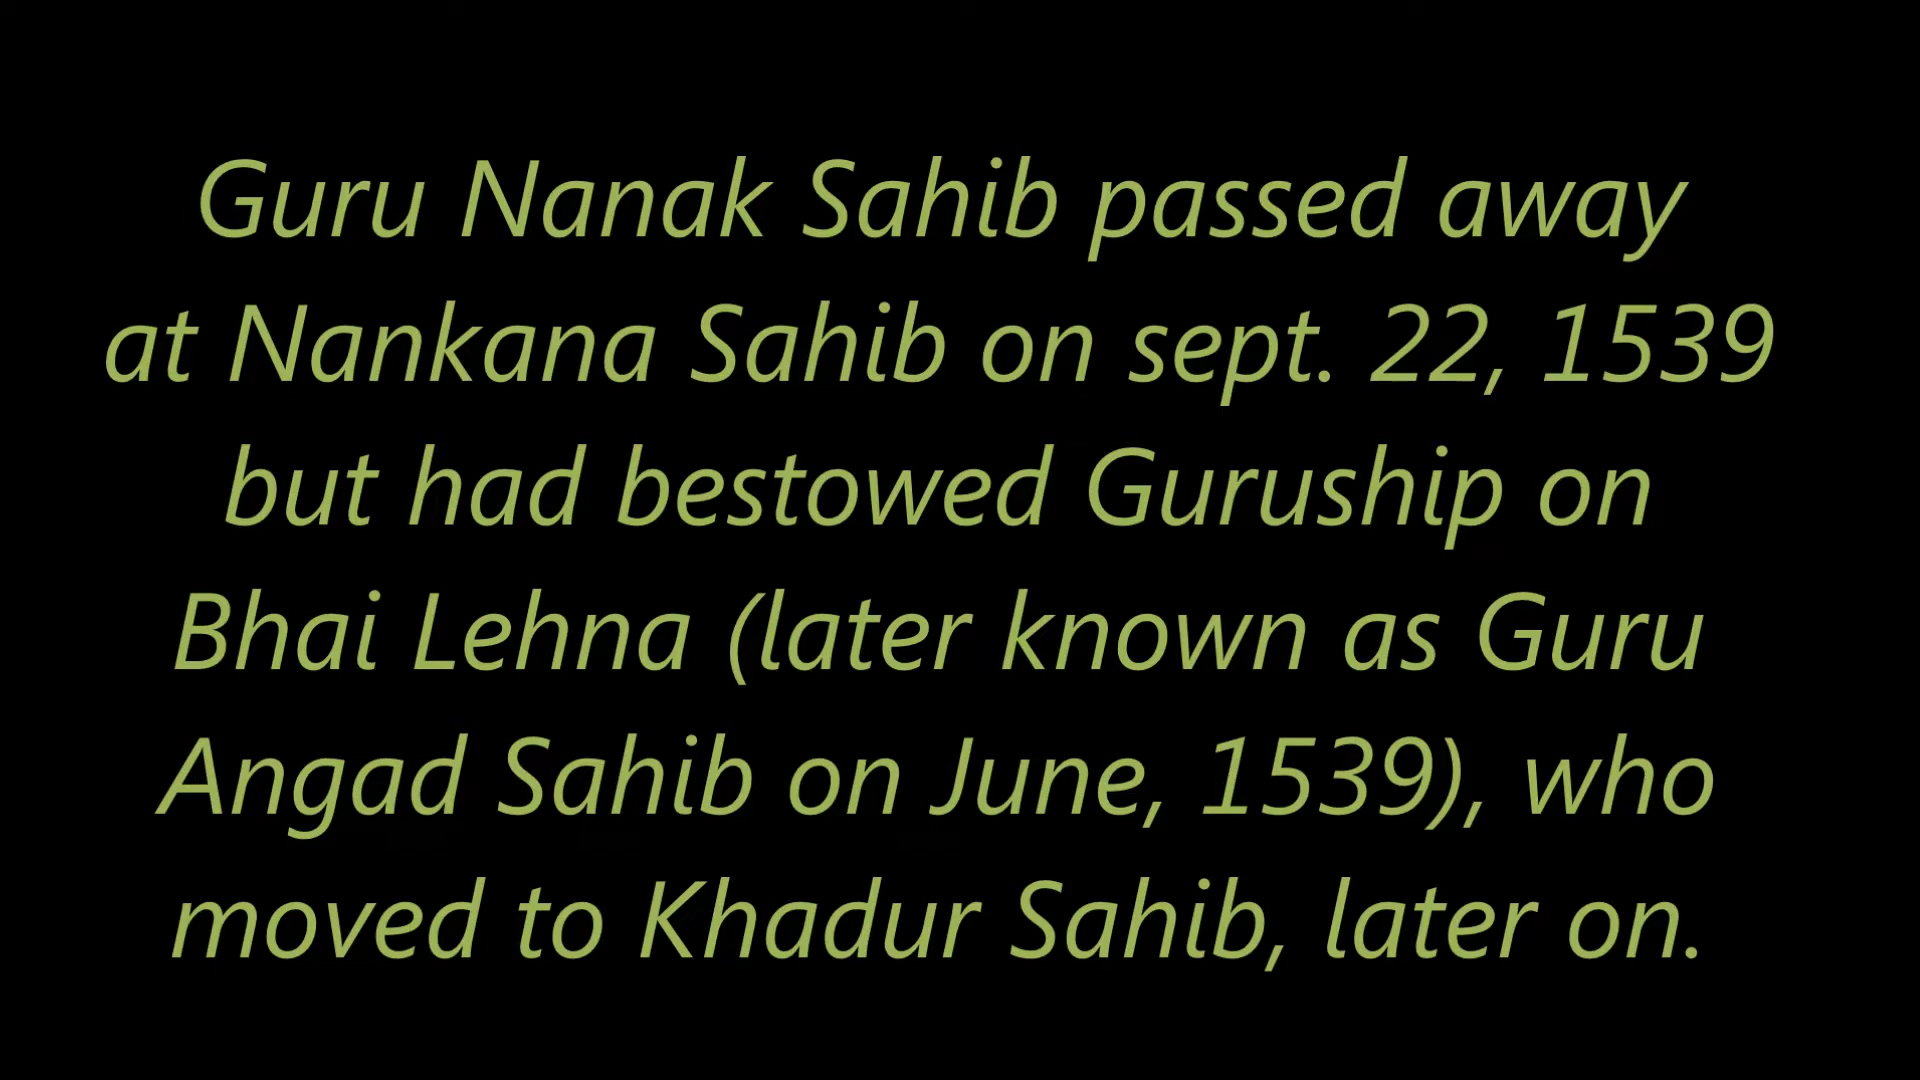 Guru Nanak Sahib passed away
at Nankana Sahib on sept. 22, 1539
but had bestowed Guruship on
Bhai Lehna (later known as Guru
Angad Sahib on June, 1539), who
moved to Khadur Sahib, later on.